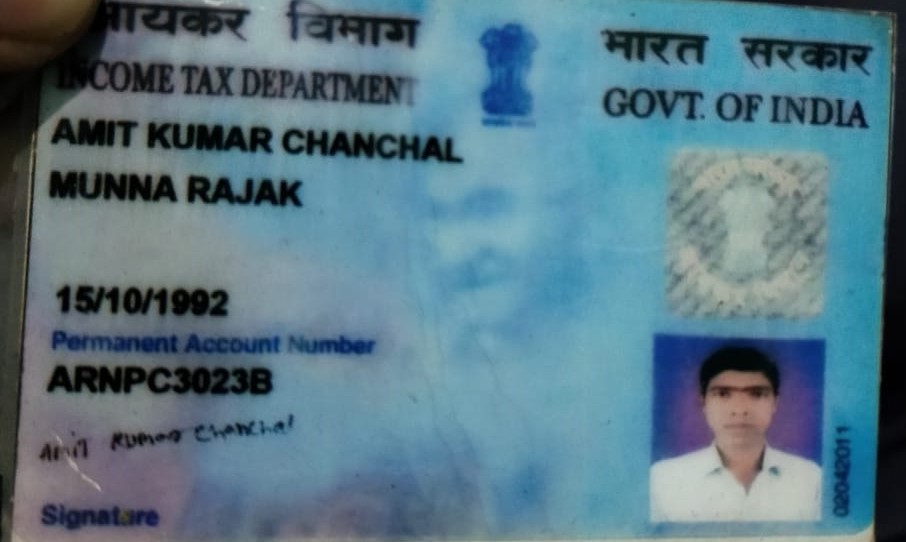 आयकर विभाग
भारत सरकार
INCOME TAX DEPARTMENT
GOVT. OF INDIA
AMIT KUMAR CHANCHAL
MUNNA RAJAK
15/10/1992
Permanent Account Number
ARNPC3023B
Amit Kumar Chanchal
Signature
02042011